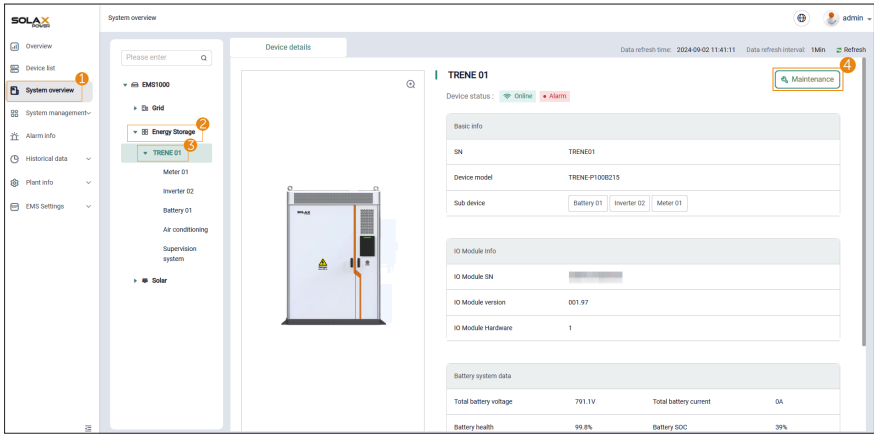 SOLAX
POWER
System overview
admin
Overview
Device list
1
System overview
System management
Alarm info
Historical data
Plant info
EMS Settings
Please enter
EMS1000
Grid
2
Energy Storage
3
TRENE 01
Meter 01
Inverter 02
Battery 01
Air conditioning
Supervision
system
Solar
Device details
Data refresh time: 2024-09-02 11:41:11 Data refresh interval: 1Min Refresh
SOLAX
TRENE 01
4
Maintenance
Device status : Online Alarm
Basic info
SN TRENE01
Device model TRENE-P100B215
Sub device Battery 01 Inverter 02 Meter 01
IO Module Info
IO Module SN
IO Module version 001.97
IO Module Hardware 1
Battery system data
Total battery voltage 791.1V Total battery current 0A
Battery health 99.8% Battery SOC 39%